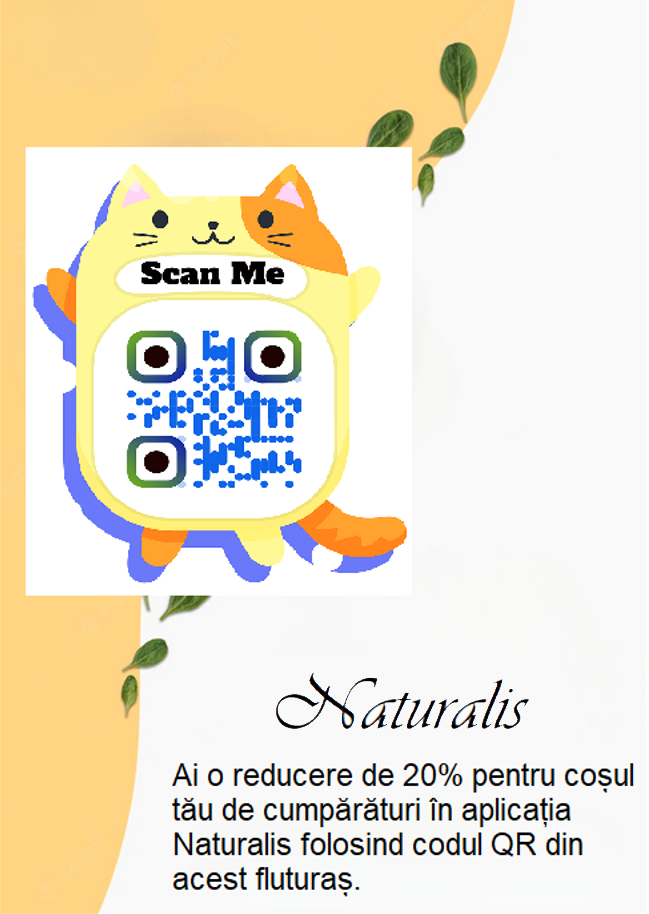 Scan Me
Naturalis
Ai o reducere de 20% pentru coșul
tău de cumpărături în aplicația
Naturalis folosind codul QR din
acest fluturaș.